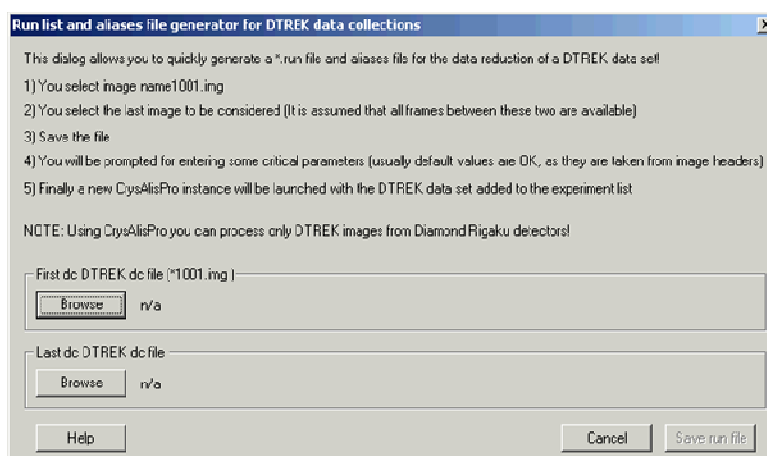 Run list and aliases file generator for DTREK data collections
This dialog allows you to quickly generate a *.run file and aliases file for the data reduction of a DTREK data set!
1) You select image name1001.img
2) You select the last image to be considered (It is assumed that all frames between these two are available)
3) Save the file
4) You will be prompted for entering some critical parameters (usually default values are OK, as they are taken from image headers)
5) Finally a new CrysAlisPro instance will be launched with the DTREK data set added to the experiment list
NOTE: Using CrysAlisPro you can process only DTREK images from Diamond Rigaku detectors!
First dc DTREK dc file (*1001.img )
Browse n/a
Last dc DTREK dc file
Browse n/a
Help Cancel Save run file